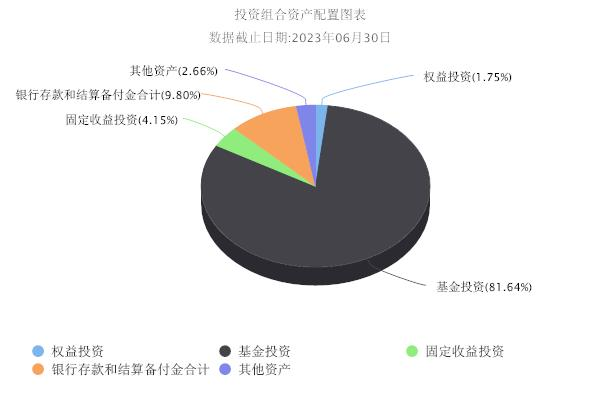 投资组合资产配置图表
数据截止日期:2023年06月30日
其他资产(2.66%)
权益投资(1.75%)
银行存款和结算备付金合计(9.80%)
固定收益投资(4.15%)
基金投资(81.64%)
权益投资
基金投资
固定收益投资
银行存款和结算备付金合计
其他资产